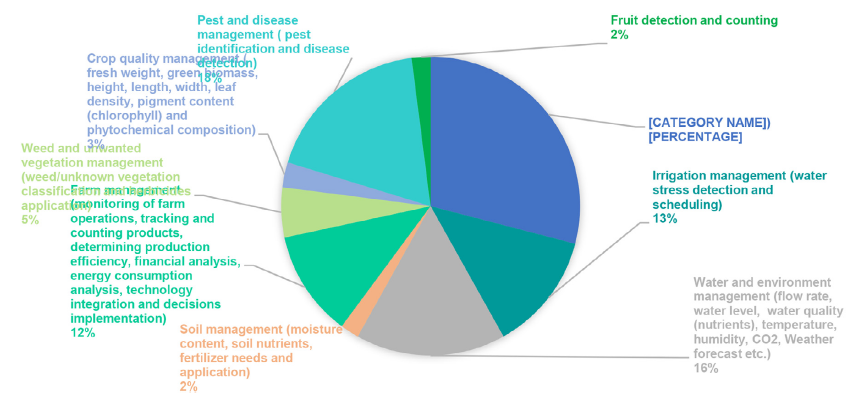 Pest and disease
management ( pest
identification and disease
detection)
18%
Fruit detection and counting
2%
Crop quality management (
fresh weight, green biomass,
height, length, width, leaf
density, pigment content
(chlorophyll) and
phytochemical composition)
3%
[CATEGORY NAME])
[PERCENTAGE]
Weed and unwanted
vegetation management
(weed/unknown vegetation
classification and herbicides
application)
5%
Irrigation management (water
stress detection and
scheduling)
13%
Farm management
(monitoring of farm
operations, tracking and
counting products,
determining production
efficiency, financial analysis,
energy consumption
analysis, technology
integration and decisions
implementation)
12%
Water and environment
management (flow rate,
water level, water quality
(nutrients), temperature,
humidity, CO2, Weather
forecast etc.)
16%
Soil management (moisture
content, soil nutrients,
fertilizer needs and
application)
2%